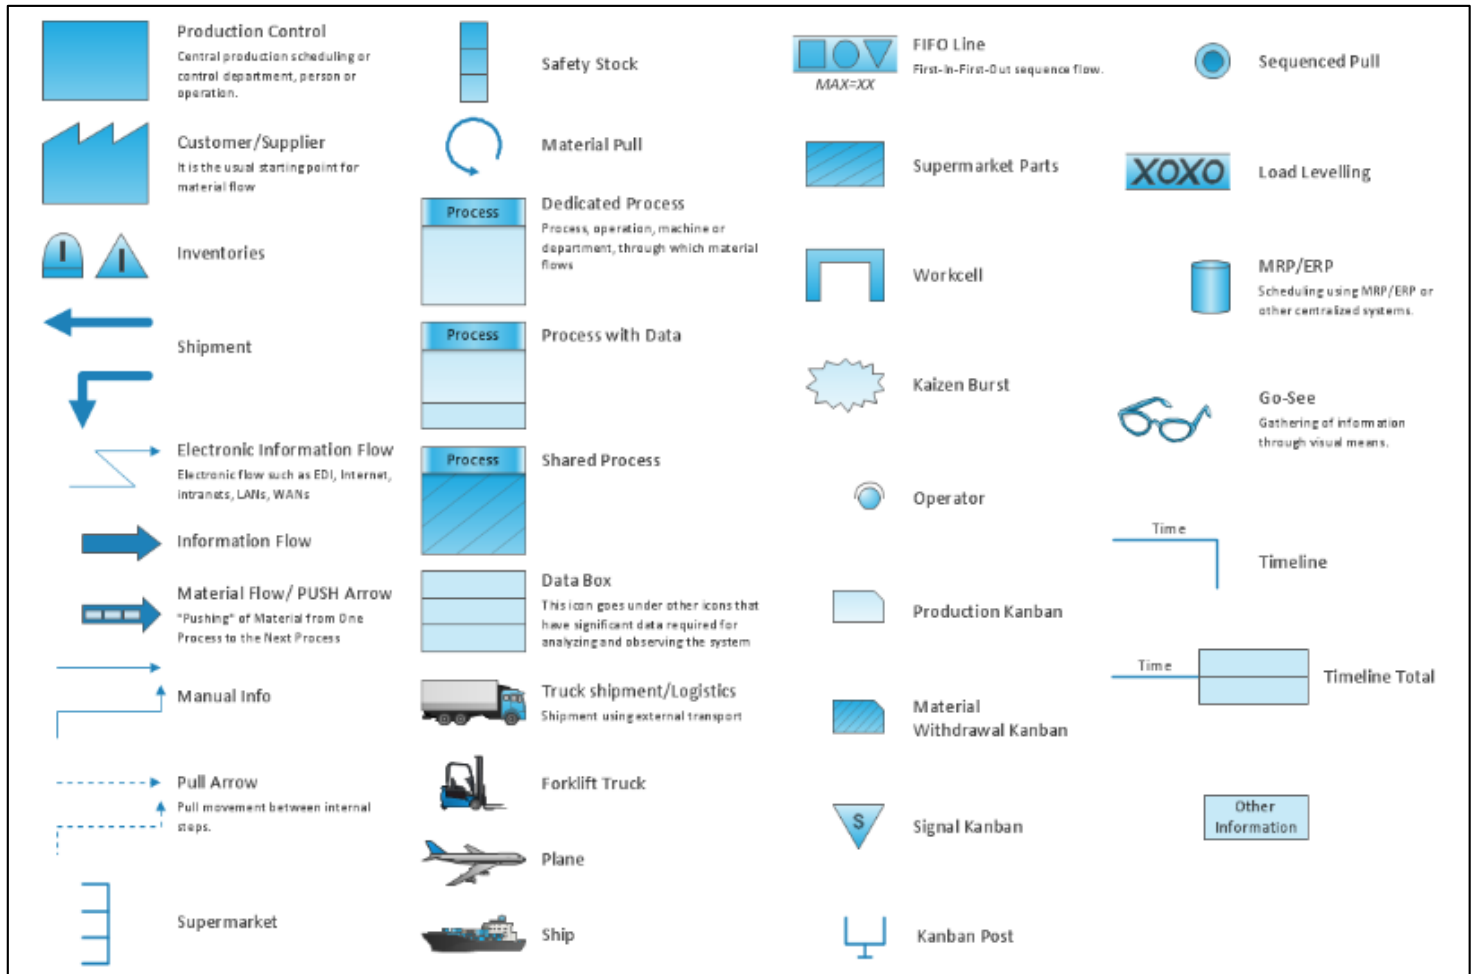 Production Control
Central production scheduling or
control department, person or
operation.
Customer/Supplier
It is the usual starting point for
material flow
I
I
Inventories
Shipment
Electronic Information Flow
Electronic flow such as EDI, Internet,
intranets, LANs, WANs
Information Flow
Material Flow/ PUSH Arrow
"Pushing" of Material from One
Process to the Next Process
Manual Info
Pull Arrow
Pull movement between internal
steps.
Supermarket
Safety Stock
Material Pull
Process
Dedicated Process
Process, operation, machine or
department, through which material
flows
Process
Process with Data
Process
Shared Process
Data Box
This icon goes under other icons that
have significant data required for
analyzing and observing the system
Truck shipment/Logistics
Shipment using external transport
Forklift Truck
Plane
Ship
MAX=XX
FIFO Line
First-In-First-Out sequence flow.
Supermarket Parts
Workcell
Kaizen Burst
Operator
Production Kanban
Material
Withdrawal Kanban
S
Signal Kanban
Kanban Post
Sequenced Pull
XOXO
Load Levelling
MRP/ERP
Scheduling using MRP/ERP or
other centralized systems.
Go-See
Gathering of information
through visual means.
Time
Timeline
Time
Timeline Total
Other
Information